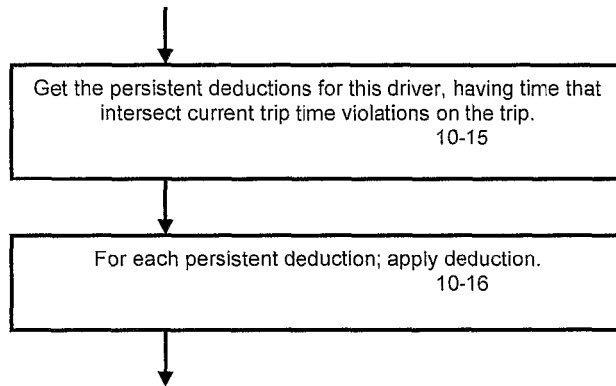 Get the persistent deductions for this driver, having time that
intersect current trip time violations on the trip.
10-15
For each persistent deduction; apply deduction.
10-16